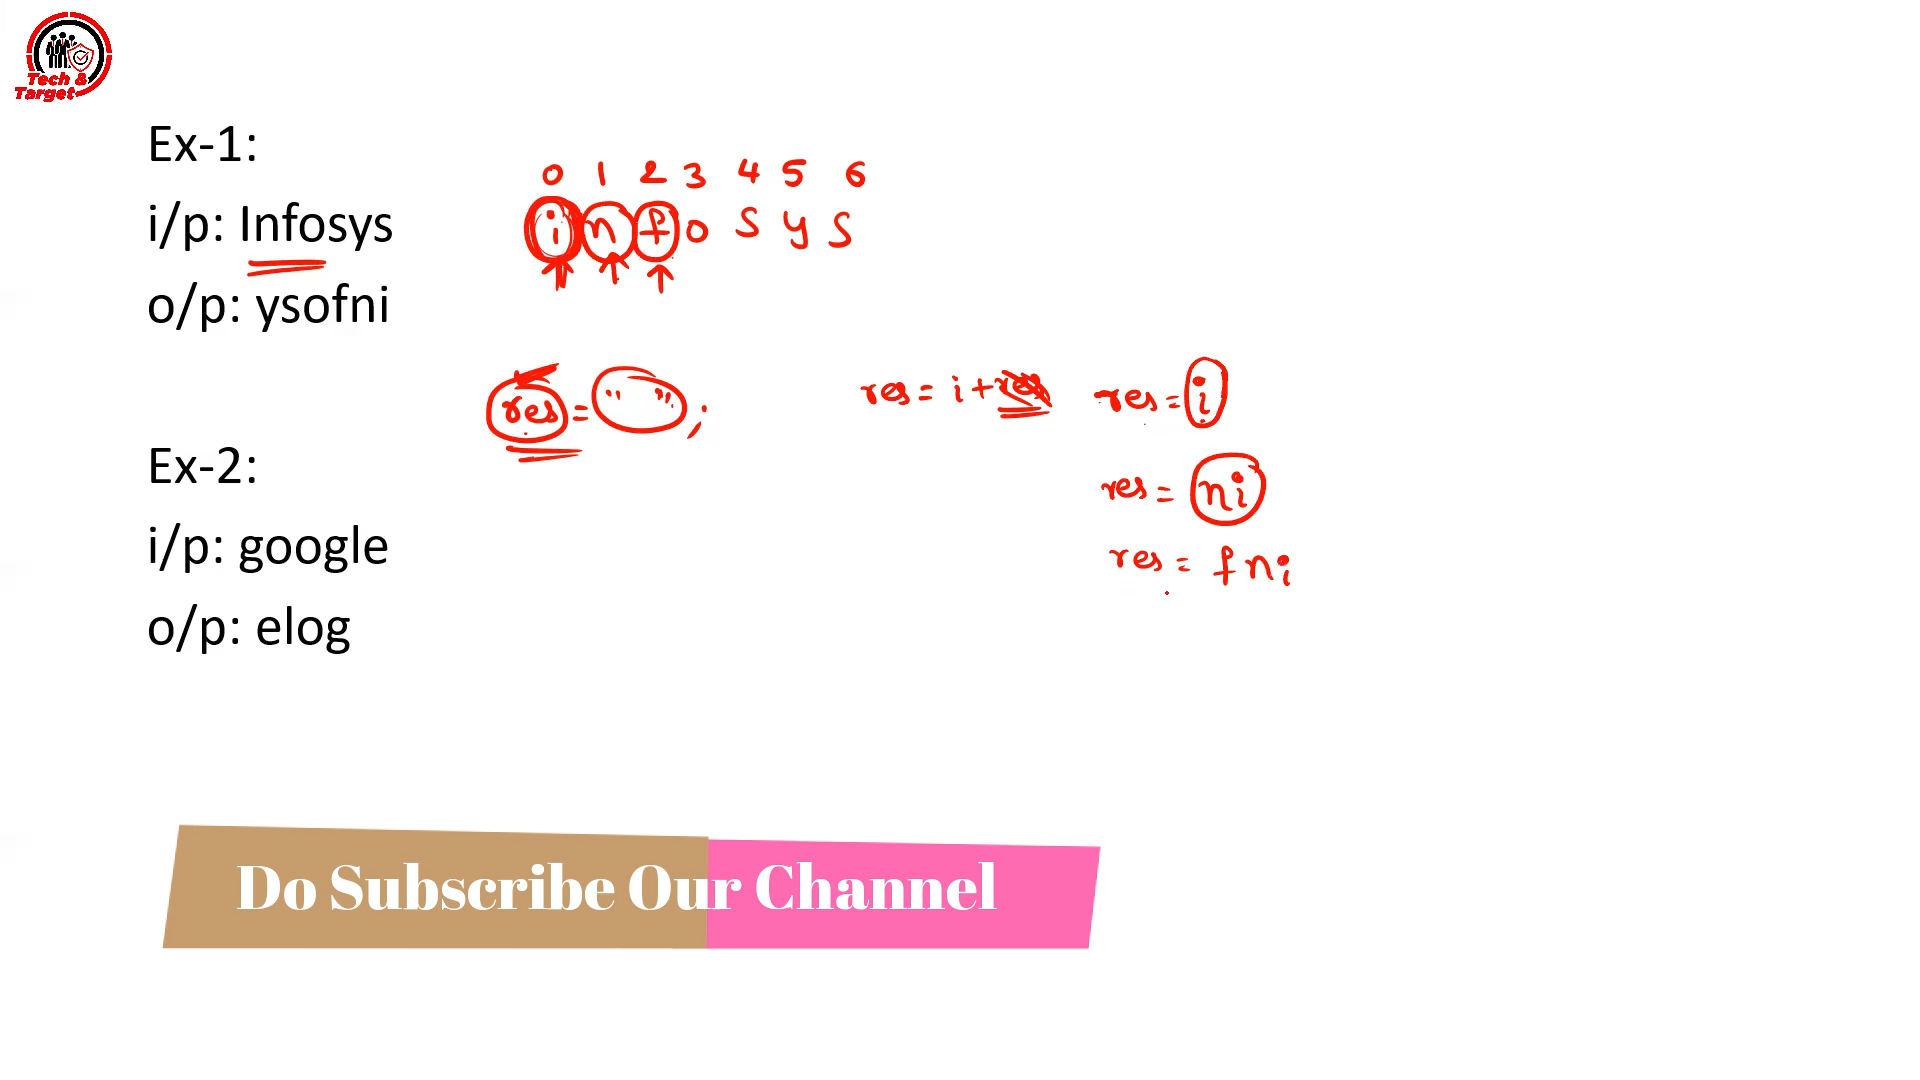 Tech &
Target
Ex-1:
0 1 2 3 4 5 6
i/p: Infosys
i n f o s y s
o/p: ysofni
res = " " ;
res = i + res
res = i
Ex-2:
res = ni
i/p: google
res = f n i
o/p: elog
Do Subscribe Our Channel